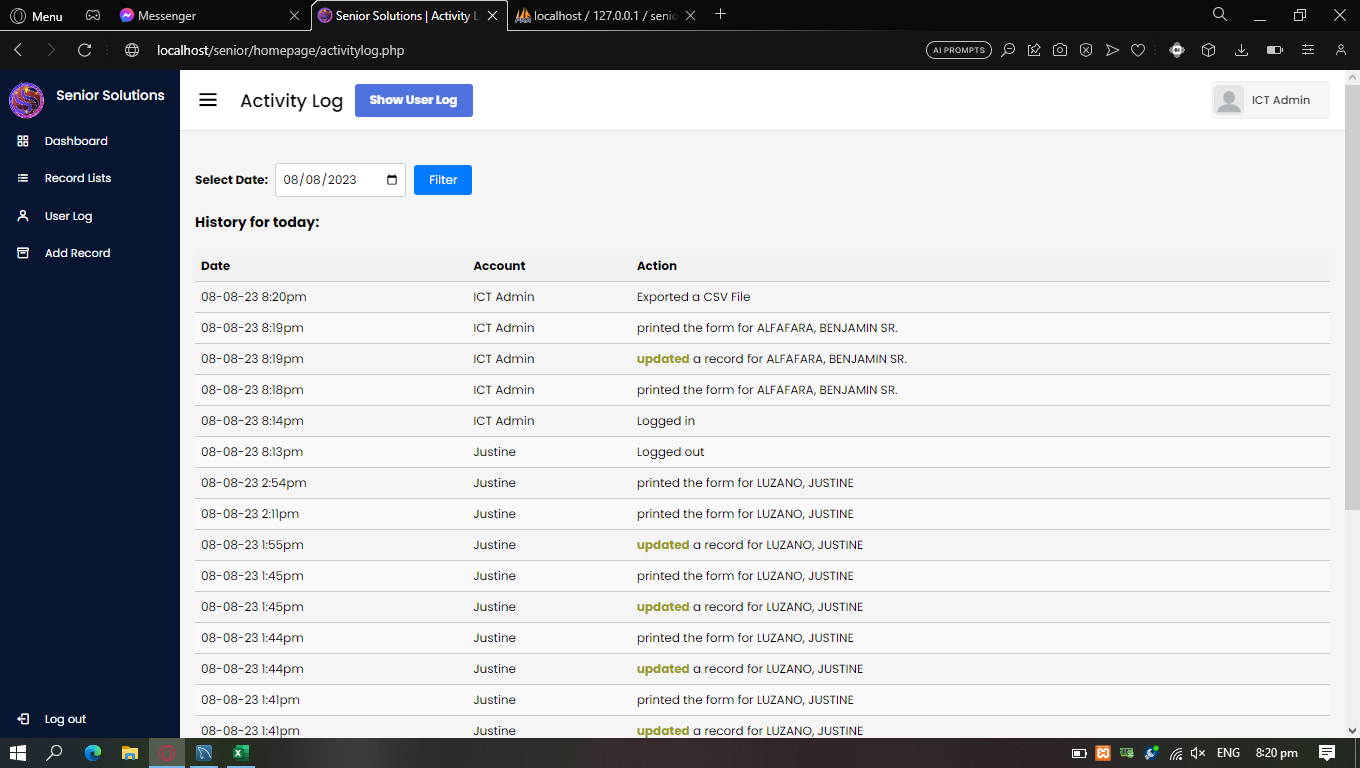 Menu
Messenger
Senior Solutions | Activity L
localhost / 127.0.0.1 / senio
localhost/senior/homepage/activitylog.php
AI PROMPTS
Senior Solutions
Activity Log
Show User Log
ICT Admin
Dashboard
Record Lists
User Log
Add Record
Log out
Select Date: 08/08/2023 Filter
History for today:
Date Account Action
08-08-23 8:20pm ICT Admin Exported a CSV File
08-08-23 8:19pm ICT Admin printed the form for ALFAFARA, BENJAMIN SR.
08-08-23 8:19pm ICT Admin updated a record for ALFAFARA, BENJAMIN SR.
08-08-23 8:18pm ICT Admin printed the form for ALFAFARA, BENJAMIN SR.
08-08-23 8:14pm ICT Admin Logged in
08-08-23 8:13pm Justine Logged out
08-08-23 2:54pm Justine printed the form for LUZANO, JUSTINE
08-08-23 2:11pm Justine printed the form for LUZANO, JUSTINE
08-08-23 1:55pm Justine updated a record for LUZANO, JUSTINE
08-08-23 1:45pm Justine printed the form for LUZANO, JUSTINE
08-08-23 1:45pm Justine updated a record for LUZANO, JUSTINE
08-08-23 1:44pm Justine printed the form for LUZANO, JUSTINE
08-08-23 1:44pm Justine updated a record for LUZANO, JUSTINE
08-08-23 1:41pm Justine printed the form for LUZANO, JUSTINE
08-08-23 1:41pm Justine updated a record for LUZANO, JUSTINE
ENG 8:20 pm